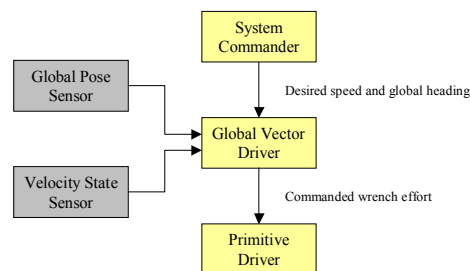 System
Commander
Global Pose
Sensor
Desired speed and global heading
Global Vector
Driver
Velocity State
Sensor
Commanded wrench effort
Primitive
Driver